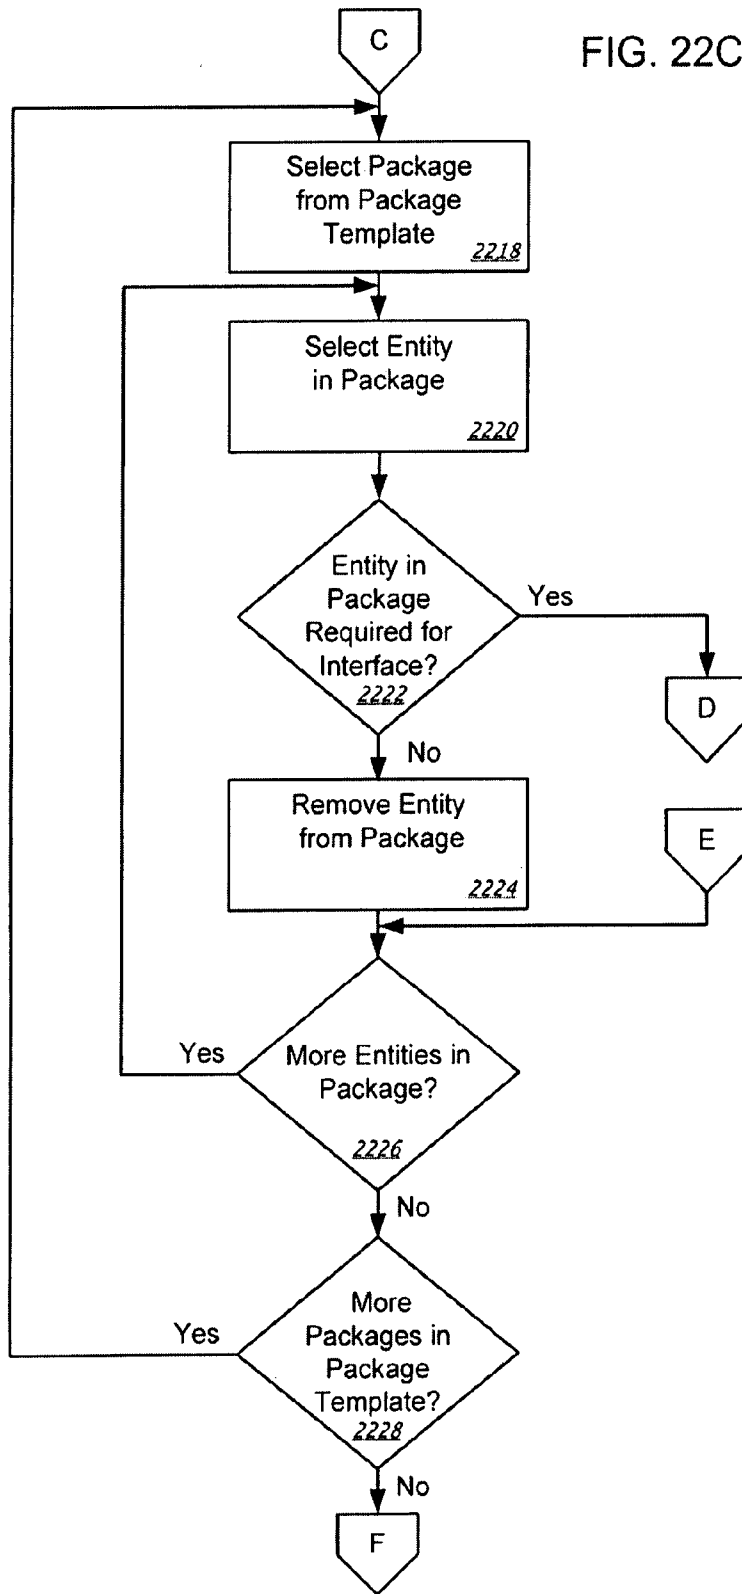 C
FIG. 22C
Select Package
from Package
Template
2218
Select Entity
in Package
2220
Entity in
Package
Required for
Interface?
2222
Yes
D
No
Remove Entity
from Package
2224
E
Yes
More Entities in
Package?
2226
No
Yes
More
Packages in
Package
Template?
2228
No
F